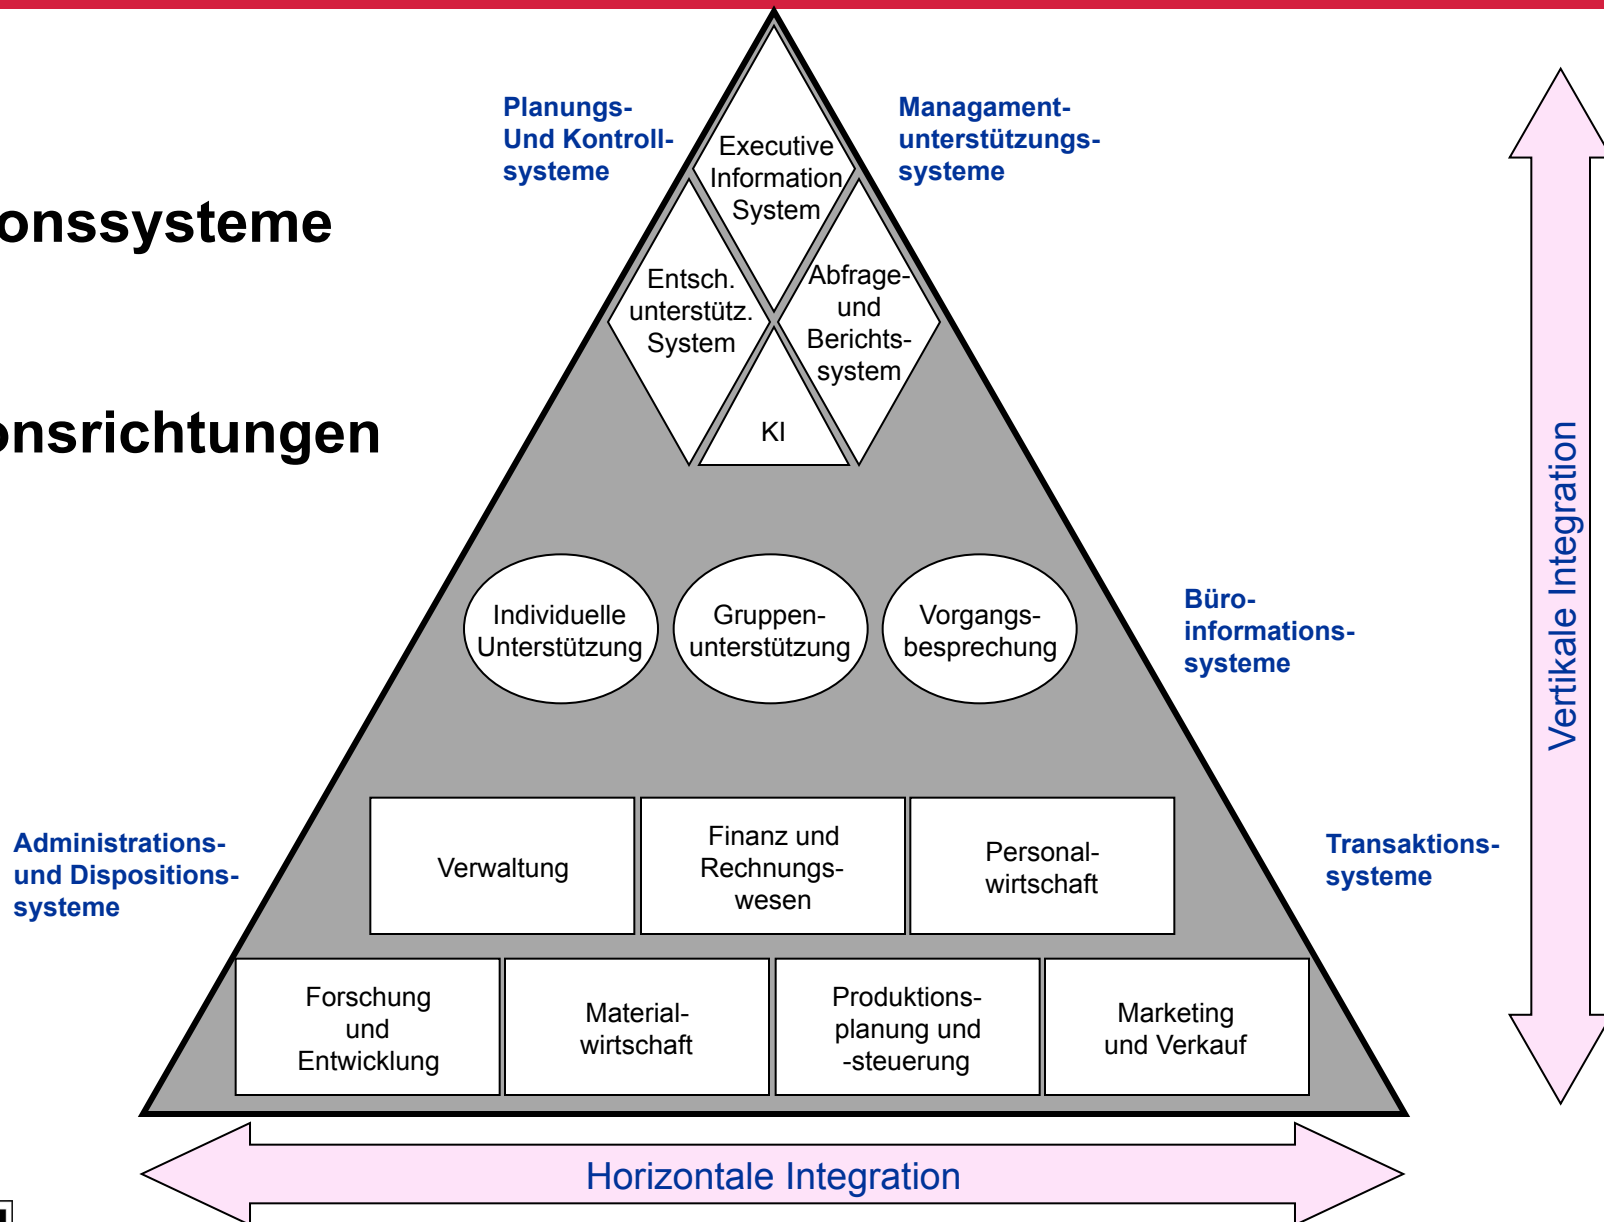 Planungs-
Und Kontroll-
systeme
Managament-
unterstützungs-
systeme
Executive
Information
System
onssysteme
Entsch.
unterstütz.
System
Abfrage-
und
Berichts-
system
onsrichtungen
KI
Individuelle
Unterstützung
Gruppen-
unterstützung
Vorgangs-
besprechung
Büro-
informations-
systeme
Vertikale Integration
Administrations-
und Dispositions-
systeme
Verwaltung
Finanz und
Rechnungs-
wesen
Personal-
wirtschaft
Transaktions-
systeme
Forschung
und
Entwicklung
Material-
wirtschaft
Produktions-
planung und
-steuerung
Marketing
und Verkauf
Horizontale Integration